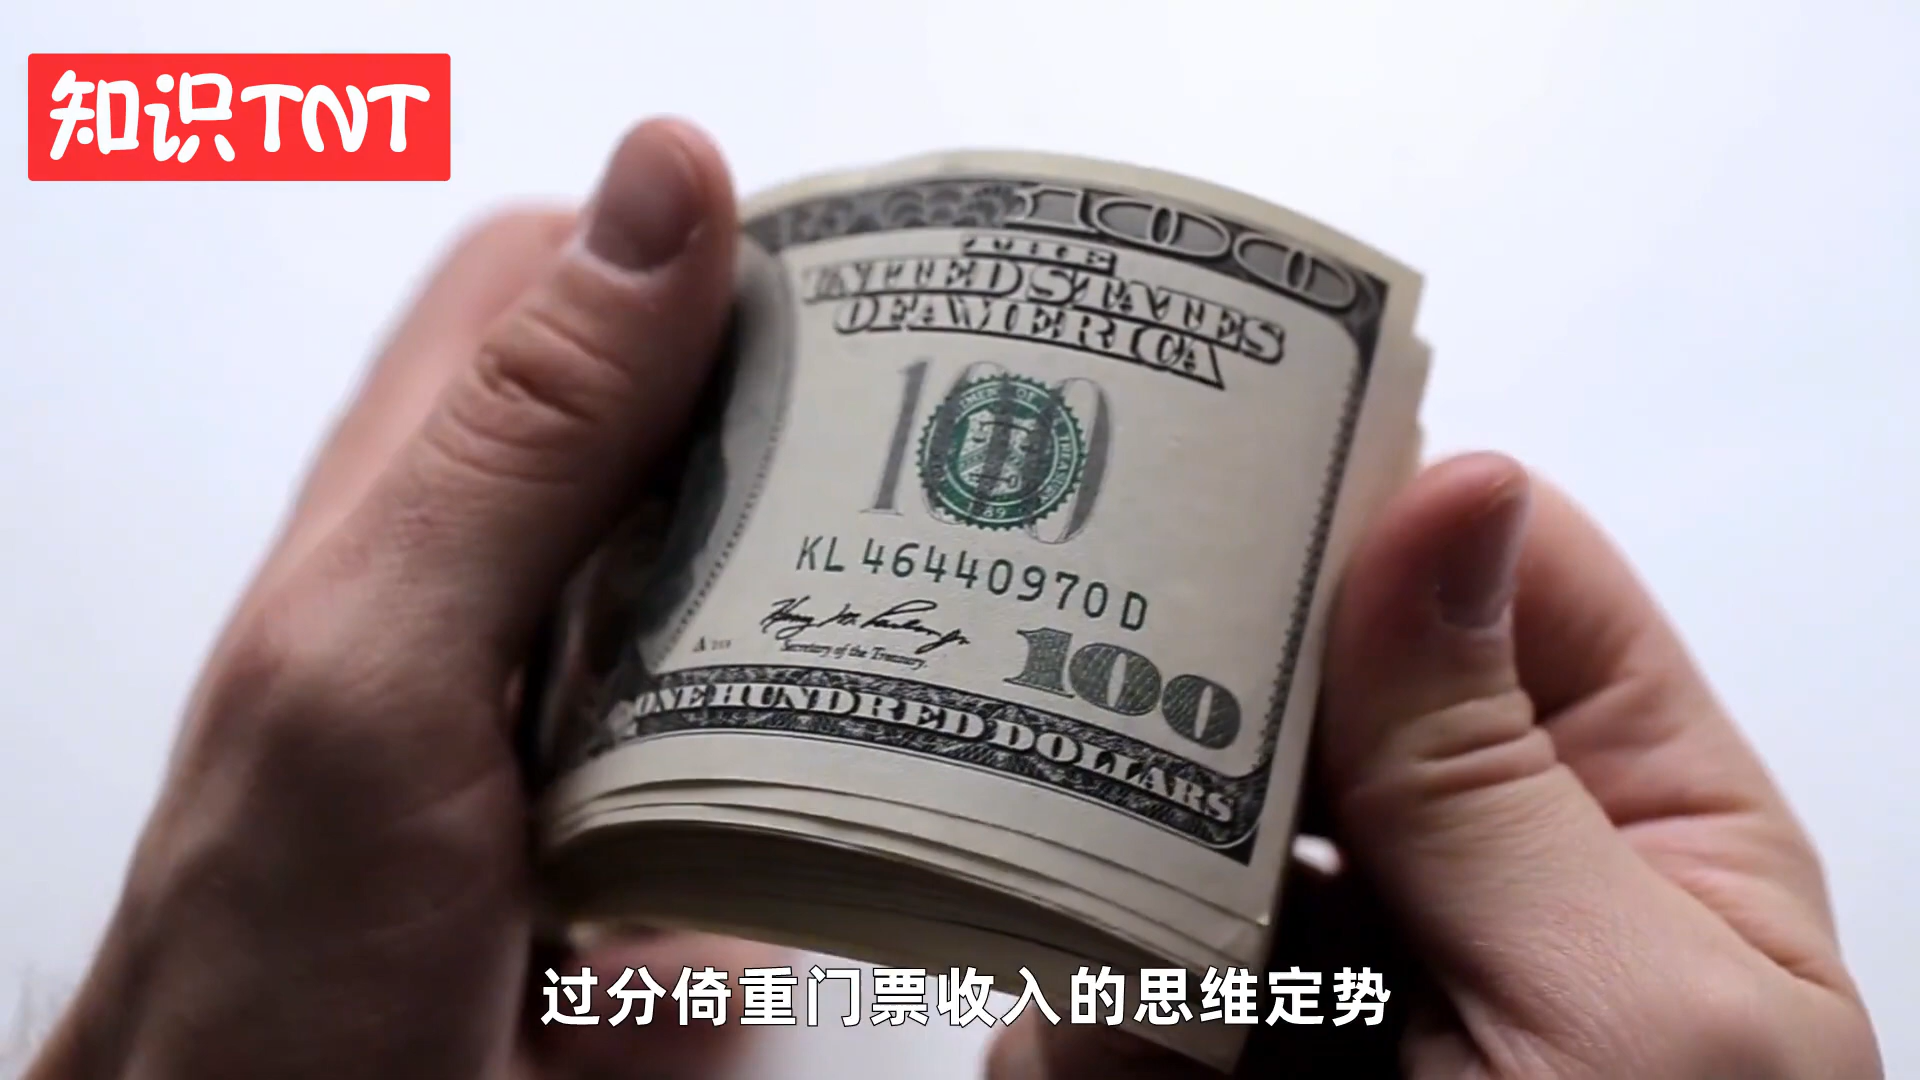 知识TNT
100
THE
UNITED STATES
OF AMERICA
100
KL 46440970 D
Secretary of the Treasury.
100
ONE HUNDRED DOLLARS
过分倚重门票收入的思维定势